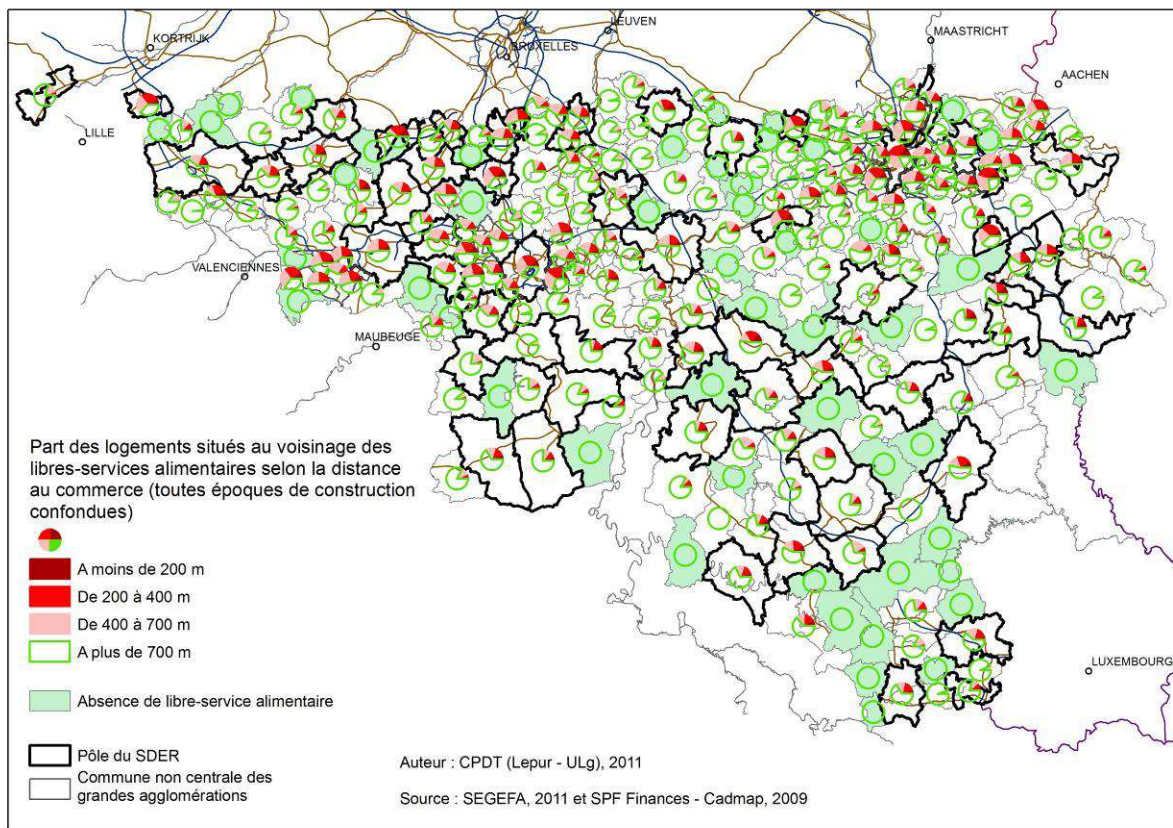 KORTRIJK
LEUVEN
BRUXELLES
MAASTRICHT
AACHEN
LILLE
VALENCIENNES
MAUBEUGE
LUXEMBOURG
Part des logements situés au voisinage des
libres-services alimentaires selon la distance
au commerce (toutes époques de construction
confondues)
A moins de 200 m
De 200 à 400 m
De 400 à 700 m
A plus de 700 m
Absence de libre-service alimentaire
Pôle du SDER
Commune non centrale des
grandes agglomérations
Auteur : CPDT (Lepur - ULg), 2011
Source : SEGEFA, 2011 et SPF Finances - Cadmap, 2009